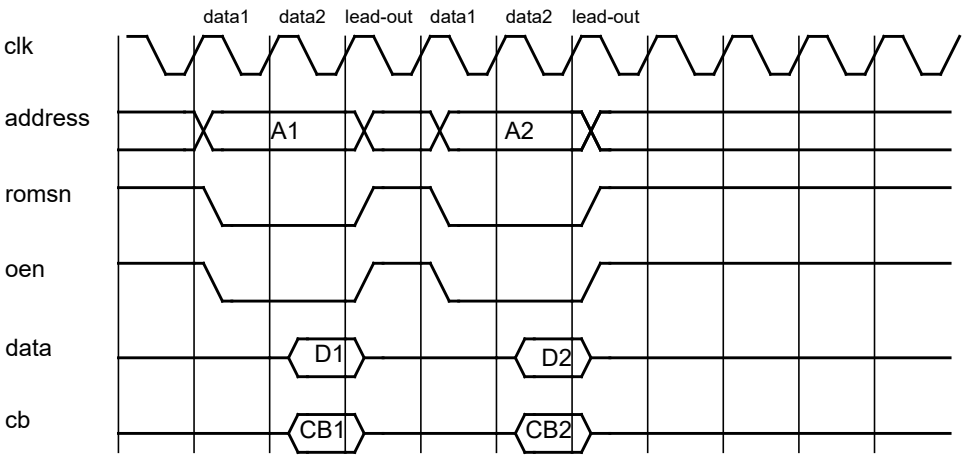 data1 data2 lead-out data1 data2 lead-out
clk
address A1 A2
romsn
oen
data D1 D2
cb CB1 CB2